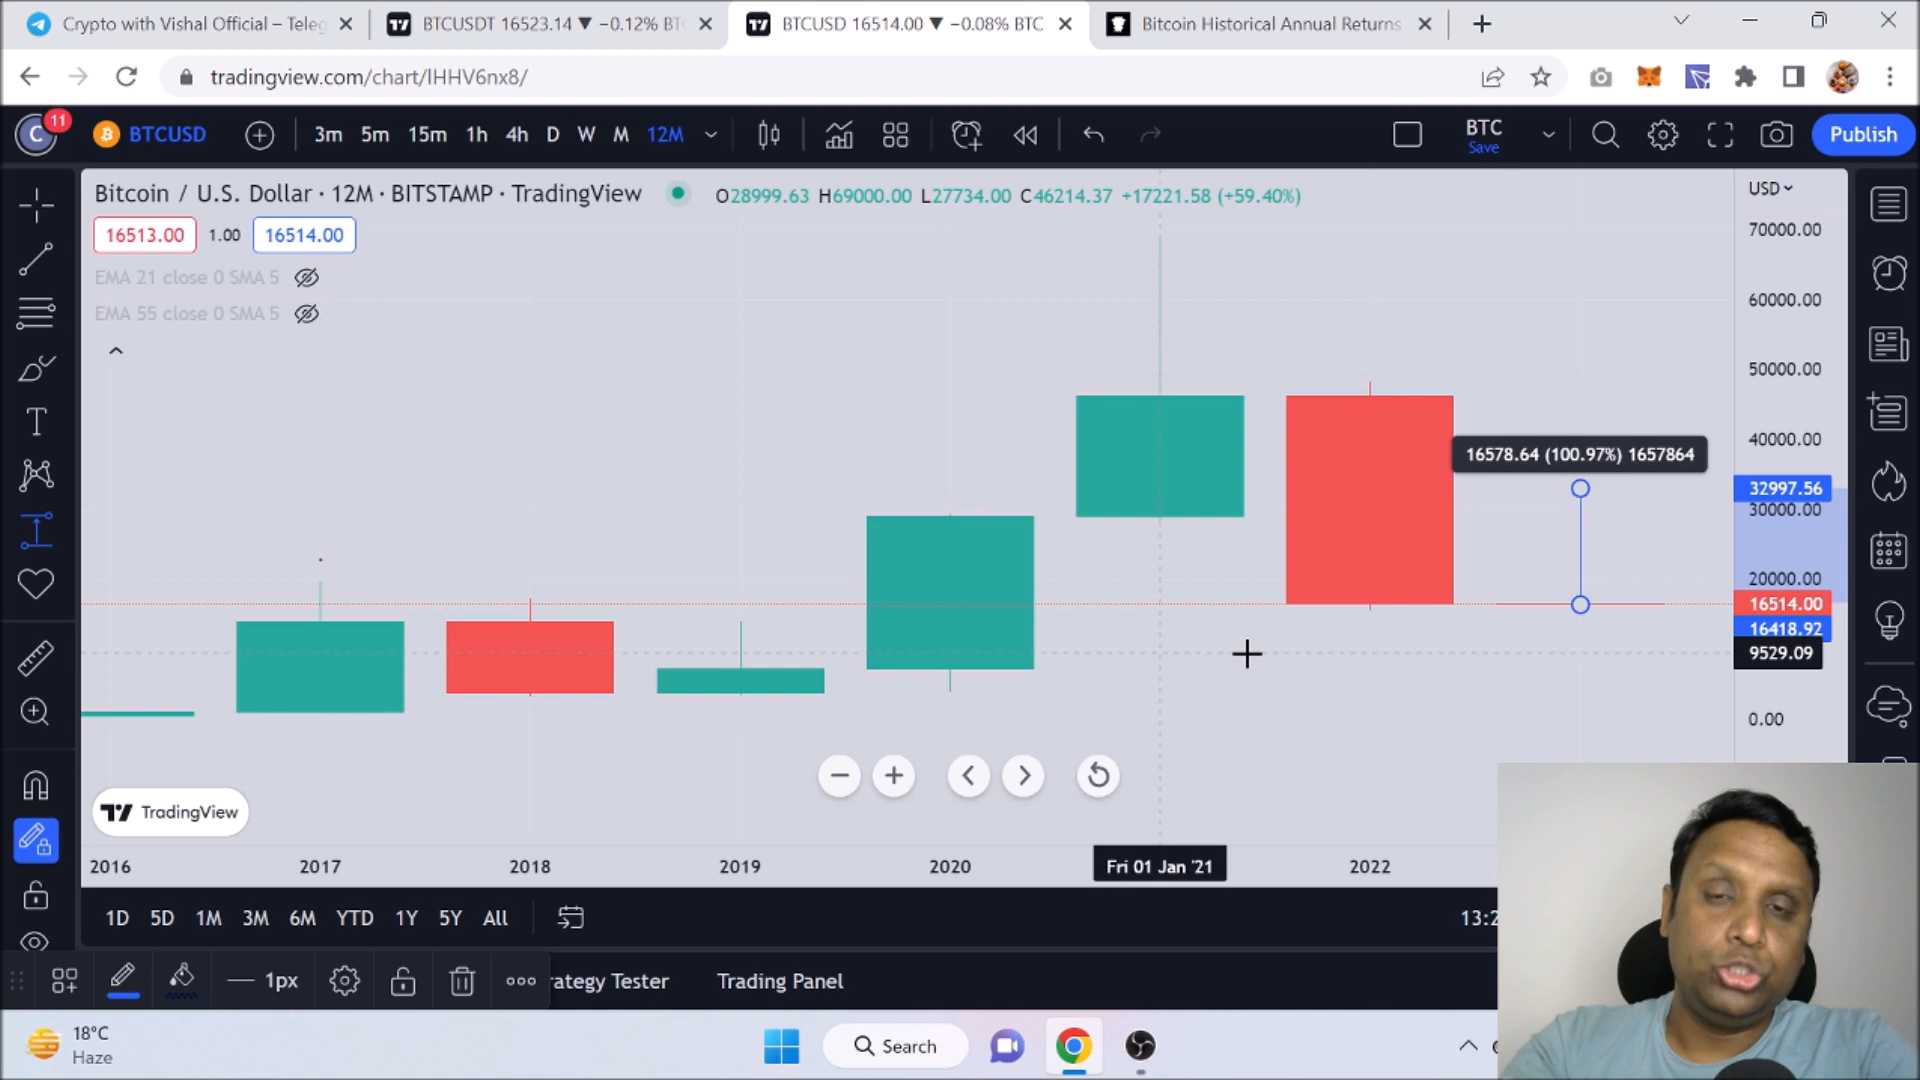 Crypto with Vishal Official – Teleg
BTCUSDT 16523.14 ▼ −0.12% BT
BTCUSD 16514.00 ▼ −0.08% BTC
Bitcoin Historical Annual Returns
tradingview.com/chart/lHHV6nx8/
C
11
BTCUSD
3m 5m 15m 1h 4h D W M 12M
BTC
Save
Publish
Bitcoin / U.S. Dollar · 12M · BITSTAMP · TradingView
O28999.63 H69000.00 L27734.00 C46214.37 +17221.58 (+59.40%)
USD
16513.00 1.00 16514.00
EMA 21 close 0 SMA 5
EMA 55 close 0 SMA 5
70000.00
60000.00
50000.00
40000.00
16578.64 (100.97%) 1657864
32997.56
30000.00
20000.00
16514.00
16418.92
9529.09
0.00
TradingView
2016 2017 2018 2019 2020 Fri 01 Jan '21 2022
1D 5D 1M 3M 6M YTD 1Y 5Y All
13:2
1px
rategy Tester
Trading Panel
18°C
Haze
Search